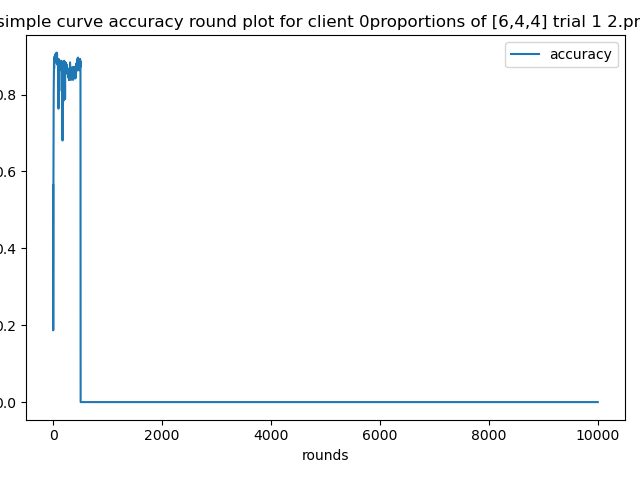 simple curve accuracy round plot for client 0proportions of [6,4,4] trial 1 2.pr
accuracy
0.8
0.6
0.4
0.2
0.0
0 2000 4000 6000 8000 10000
rounds